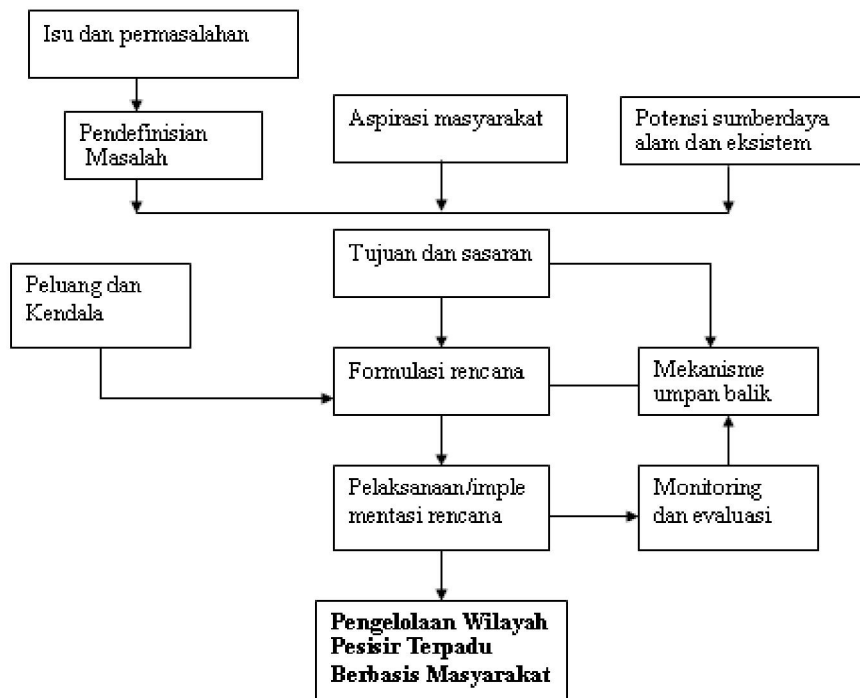 Isu dan permasalahan
Pendefinisian
Masalah
Aspirasi masyarakat
Potensi sumberdaya
alam dan eksistem
Tujuan dan sasaran
Peluang dan
Kendala
Formulasi rencana
Mekanisme
umpan balik
Pelaksanaan/imple
mentasi rencana
Monitoring
dan evaluasi
Pengelolaan Wilayah
Pesisir Terpadu
Berbasis Masyarakat